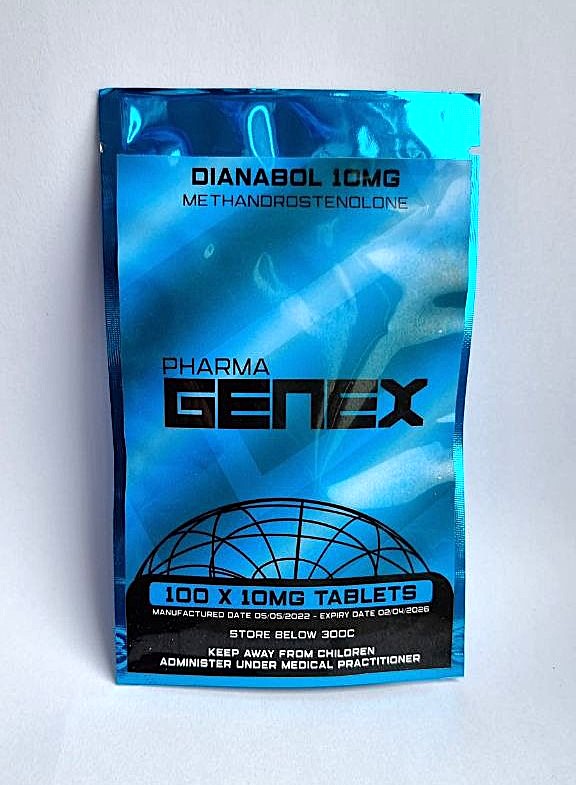 DIANABOL 10MG
METHANDROSTENOLONE
PHARMA
GENEX
100 X 10MG TABLETS
MANUFACTURED DATE 05/05/2022 - EXPIRY DATE 02/04/2026
STORE BELOW 300C
KEEP AWAY FROM CHILDREN
ADMINISTER UNDER MEDICAL PRACTITIONER